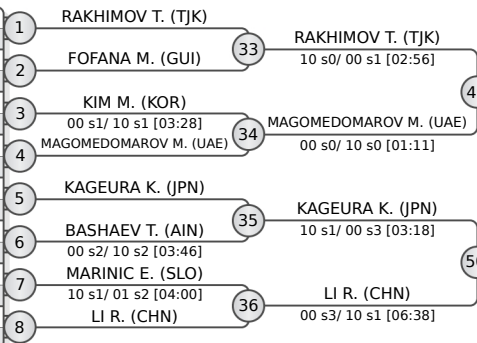 1
RAKHIMOV T. (TJK)
2
FOFANA M. (GUI)
33
RAKHIMOV T. (TJK)
10 s0/ 00 s1 [02:56]
3
KIM M. (KOR)
00 s1/ 10 s1 [03:28]
4
MAGOMEDOMAROV M. (UAE)
34
MAGOMEDOMAROV M. (UAE)
00 s0/ 10 s0 [01:11]
5
KAGEURA K. (JPN)
6
BASHAEV T. (AIN)
00 s2/ 10 s2 [03:46]
35
KAGEURA K. (JPN)
10 s1/ 00 s3 [03:18]
7
MARINIC E. (SLO)
10 s1/ 01 s2 [04:00]
8
LI R. (CHN)
36
LI R. (CHN)
00 s3/ 10 s1 [06:38]